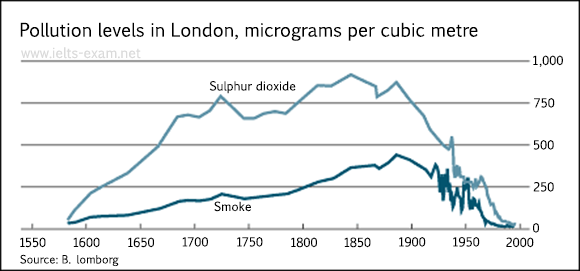 Pollution levels in London, micrograms per cubic metre
www.ielts-exam.net
1,000
Sulphur dioxide
750
500
250
Smoke
0
1550 1600 1650 1700 1750 1800 1850 1900 1950 2000
Source: B. lomborg